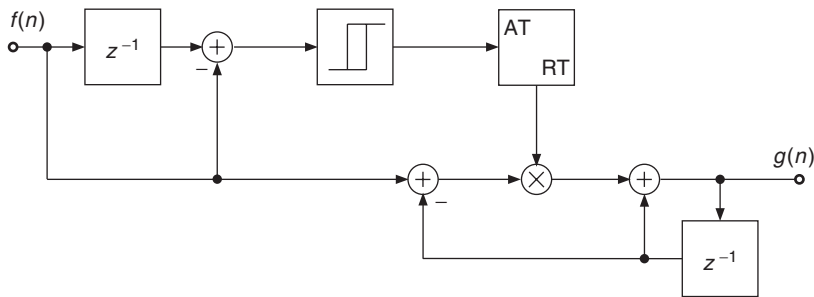 f(n)
z⁻¹
+
−
AT
RT
g(n)
+
−
×
+
z⁻¹